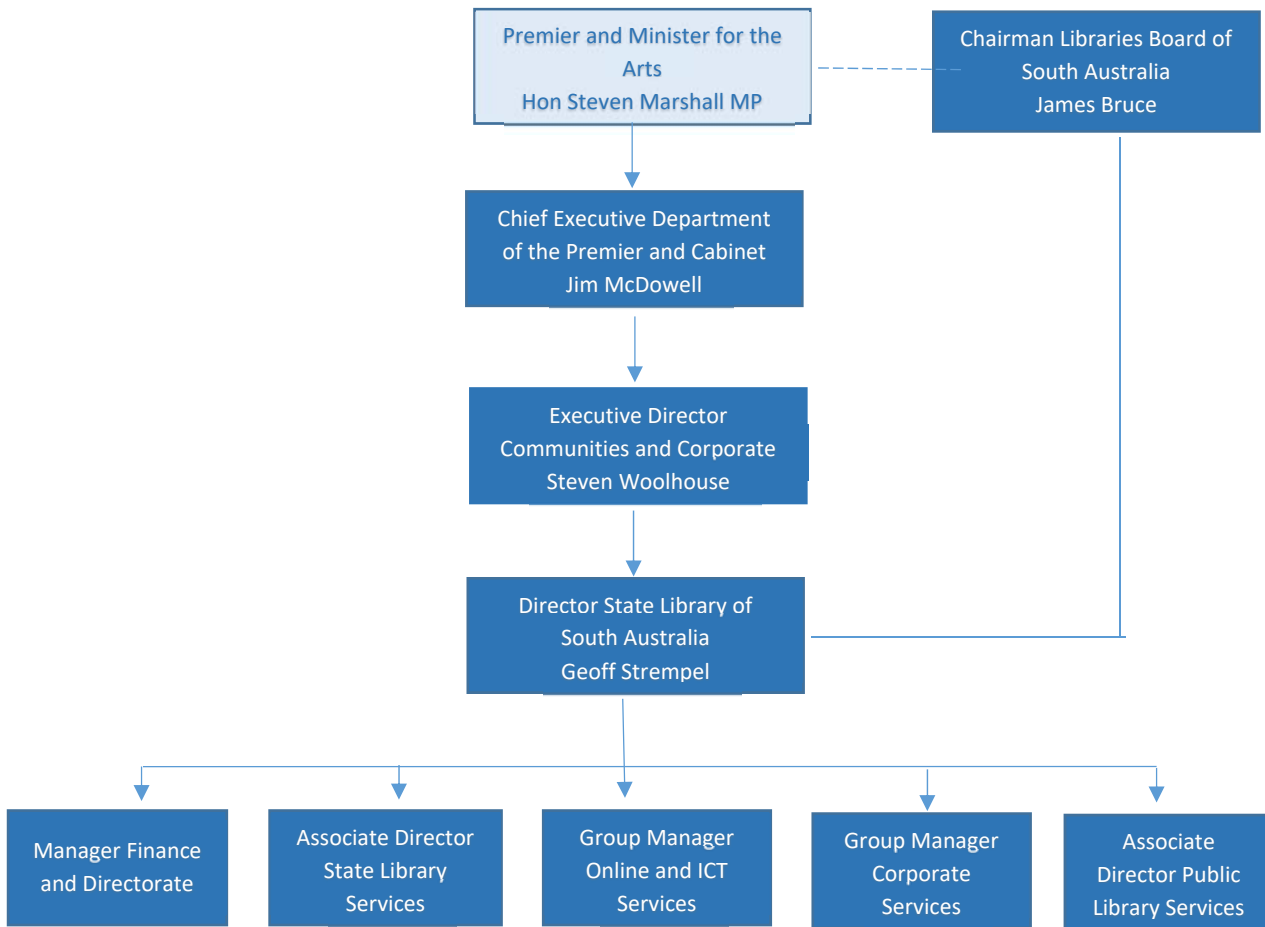 Premier and Minister for the
Arts
Hon Steven Marshall MP
Chairman Libraries Board of
South Australia
James Bruce
Chief Executive Department
of the Premier and Cabinet
Jim McDowell
Executive Director
Communities and Corporate
Steven Woolhouse
Director State Library of
South Australia
Geoff Strempel
Manager Finance
and Directorate
Associate Director
State Library
Services
Group Manager
Online and ICT
Services
Group Manager
Corporate
Services
Associate
Director Public
Library Services